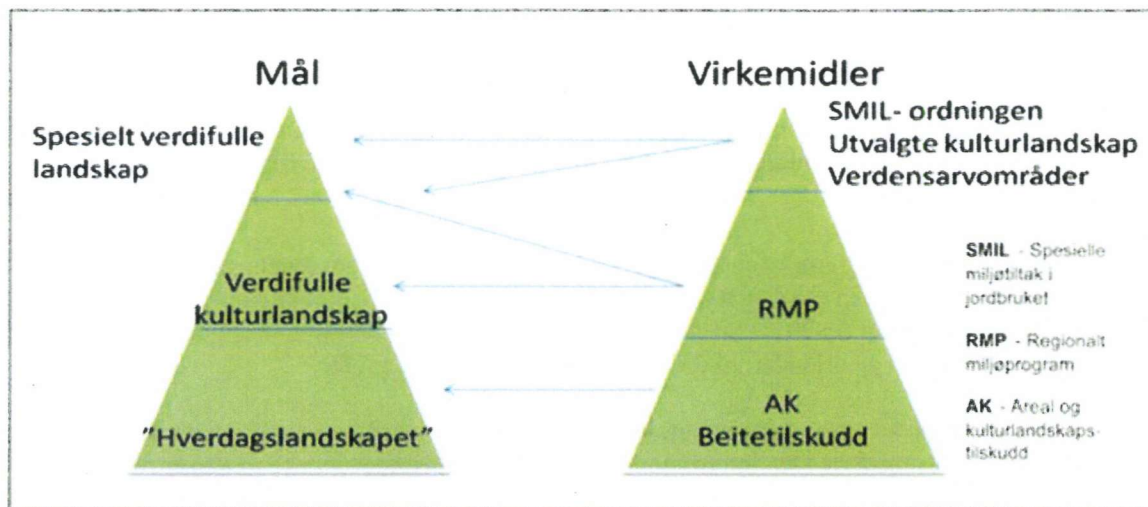 Mål
Spesielt verdifulle
landskap
Verdifulle
kulturlandskap
"Hverdagslandskapet"
Virkemidler
SMIL- ordningen
Utvalgte kulturlandskap
Verdensarvområder
RMP
AK
Beitetilskudd
SMIL - Spesielle
miljøtiltak i
jordbruket
RMP - Regionalt
miljøprogram
AK - Areal og
kulturlandskaps-
tilskudd